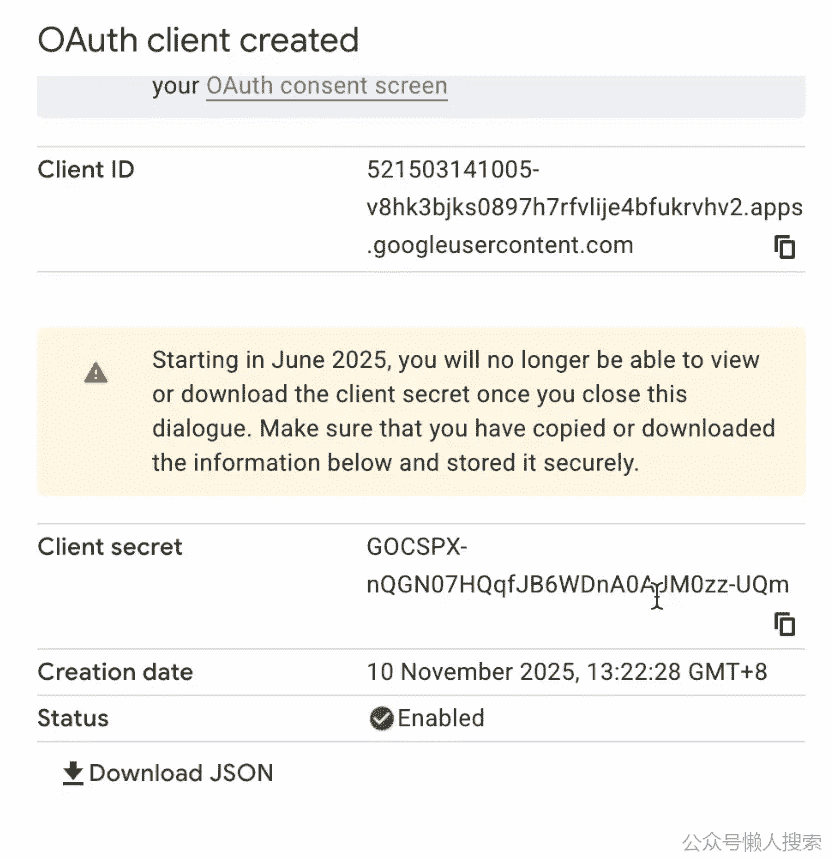 OAuth client created
your OAuth consent screen
Client ID
521503141005-
v8hk3bjks0897h7rfvlije4bfukrvhv2.apps
.googleusercontent.com
Starting in June 2025, you will no longer be able to view
or download the client secret once you close this
dialogue. Make sure that you have copied or downloaded
the information below and stored it securely.
Client secret
GOCSPX-
nQGN07HQqfJB6WDnA0AJM0zz-UQm
Creation date
10 November 2025, 13:22:28 GMT+8
Status
Enabled
Download JSON
公众号懒人搜索